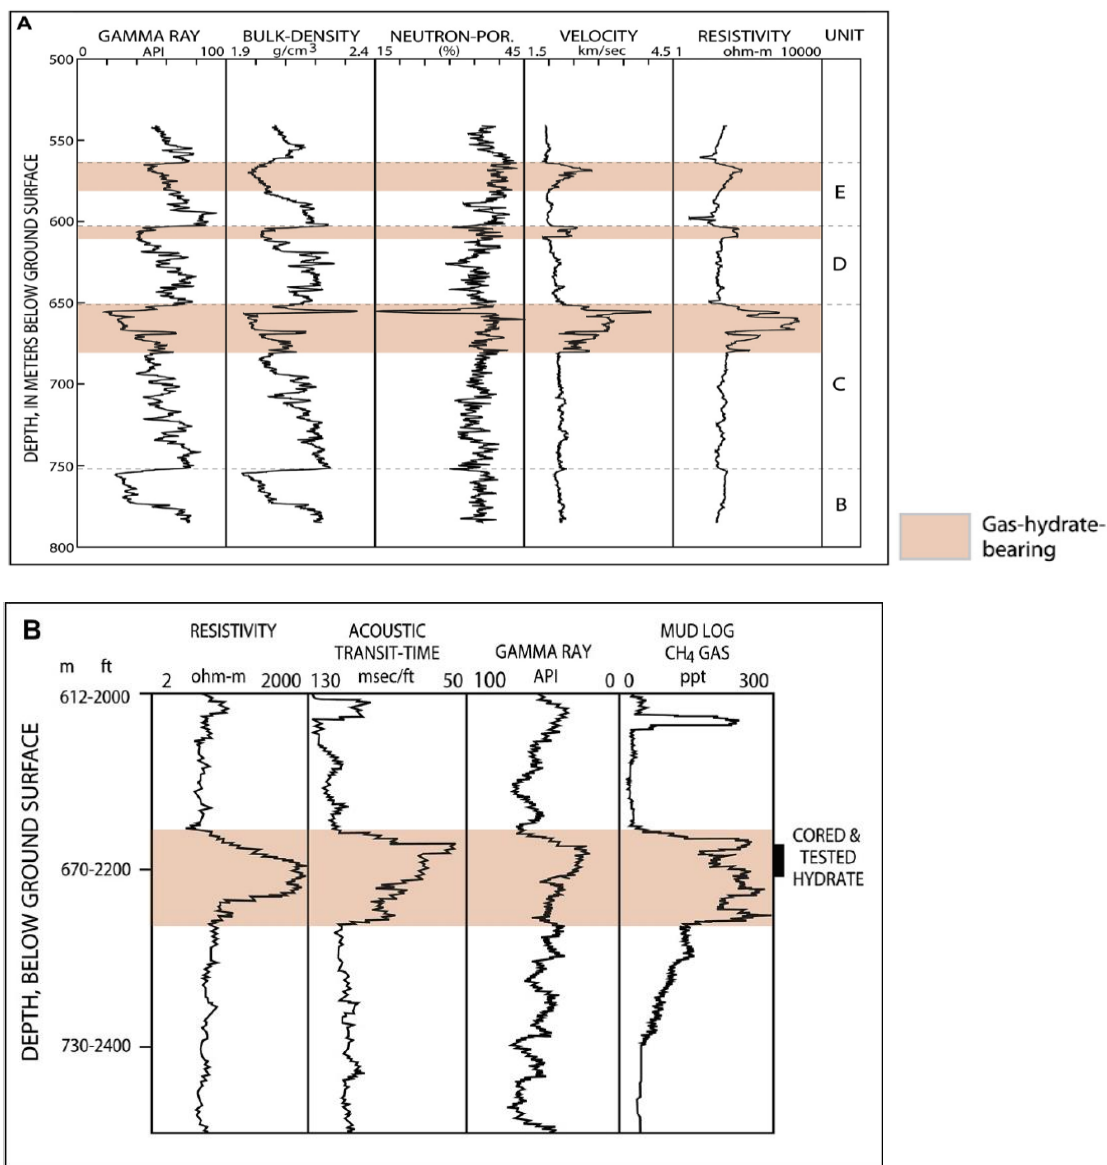 A
GAMMA RAY BULK-DENSITY NEUTRON-POR. VELOCITY RESISTIVITY UNIT
0 API 100 1.9 g/cm3 2.4 15 (%) 45 1.5 km/sec 4.5 1 ohm-m 10000
500
550
600
650
700
750
800
DEPTH, IN METERS BELOW GROUND SURFACE
E
D
C
B
Gas-hydrate-
bearing
B
RESISTIVITY
ACOUSTIC
TRANSIT-TIME
GAMMA RAY
MUD LOG
CH4 GAS
m ft
2 ohm-m 2000 130 msec/ft 50 100 API 0 0 ppt 300
612-2000
670-2200
730-2400
DEPTH, BELOW GROUND SURFACE
CORED &
TESTED
HYDRATE